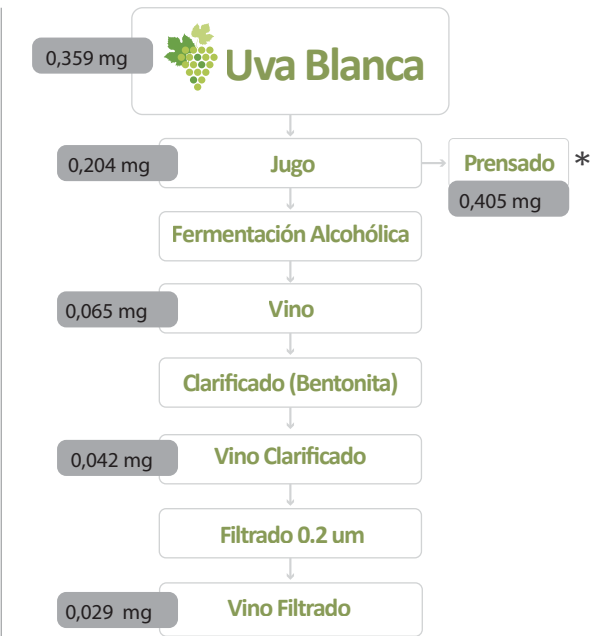 0,359 mg
Uva Blanca
0,204 mg
Jugo
Prensado *
0,405 mg
Fermentación Alcohólica
0,065 mg
Vino
Clarificado (Bentonita)
0,042 mg
Vino Clarificado
Filtrado 0.2 um
0,029 mg
Vino Filtrado